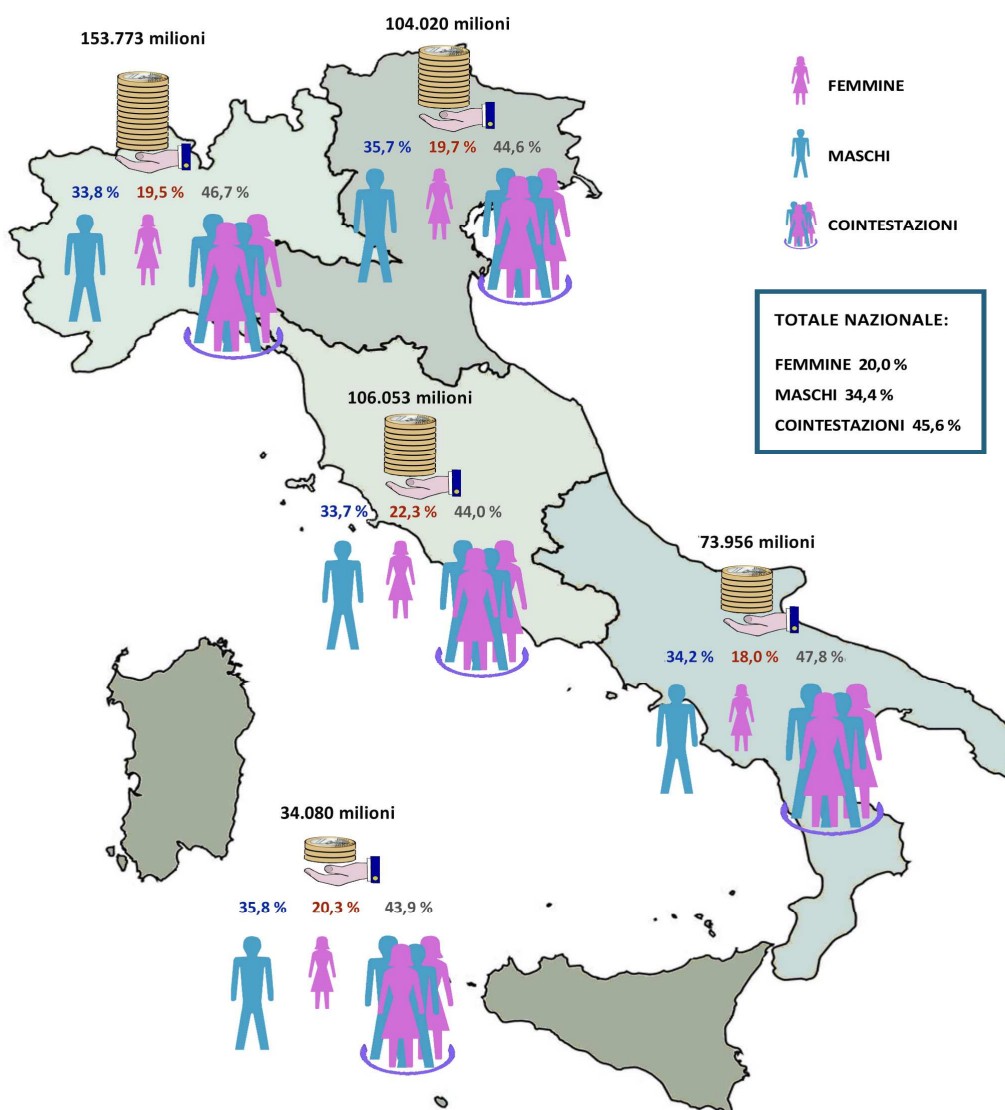 153.773 milioni
33,8 % 19,5 % 46,7 %
104.020 milioni
35,7 % 19,7 % 44,6 %
FEMMINE
MASCHI
COINTESTAZIONI
TOTALE NAZIONALE:
FEMMINE 20,0 %
MASCHI 34,4 %
COINTESTAZIONI 45,6 %
106.053 milioni
33,7 % 22,3 % 44,0 %
73.956 milioni
34,2 % 18,0 % 47,8 %
34.080 milioni
35,8 % 20,3 % 43,9 %